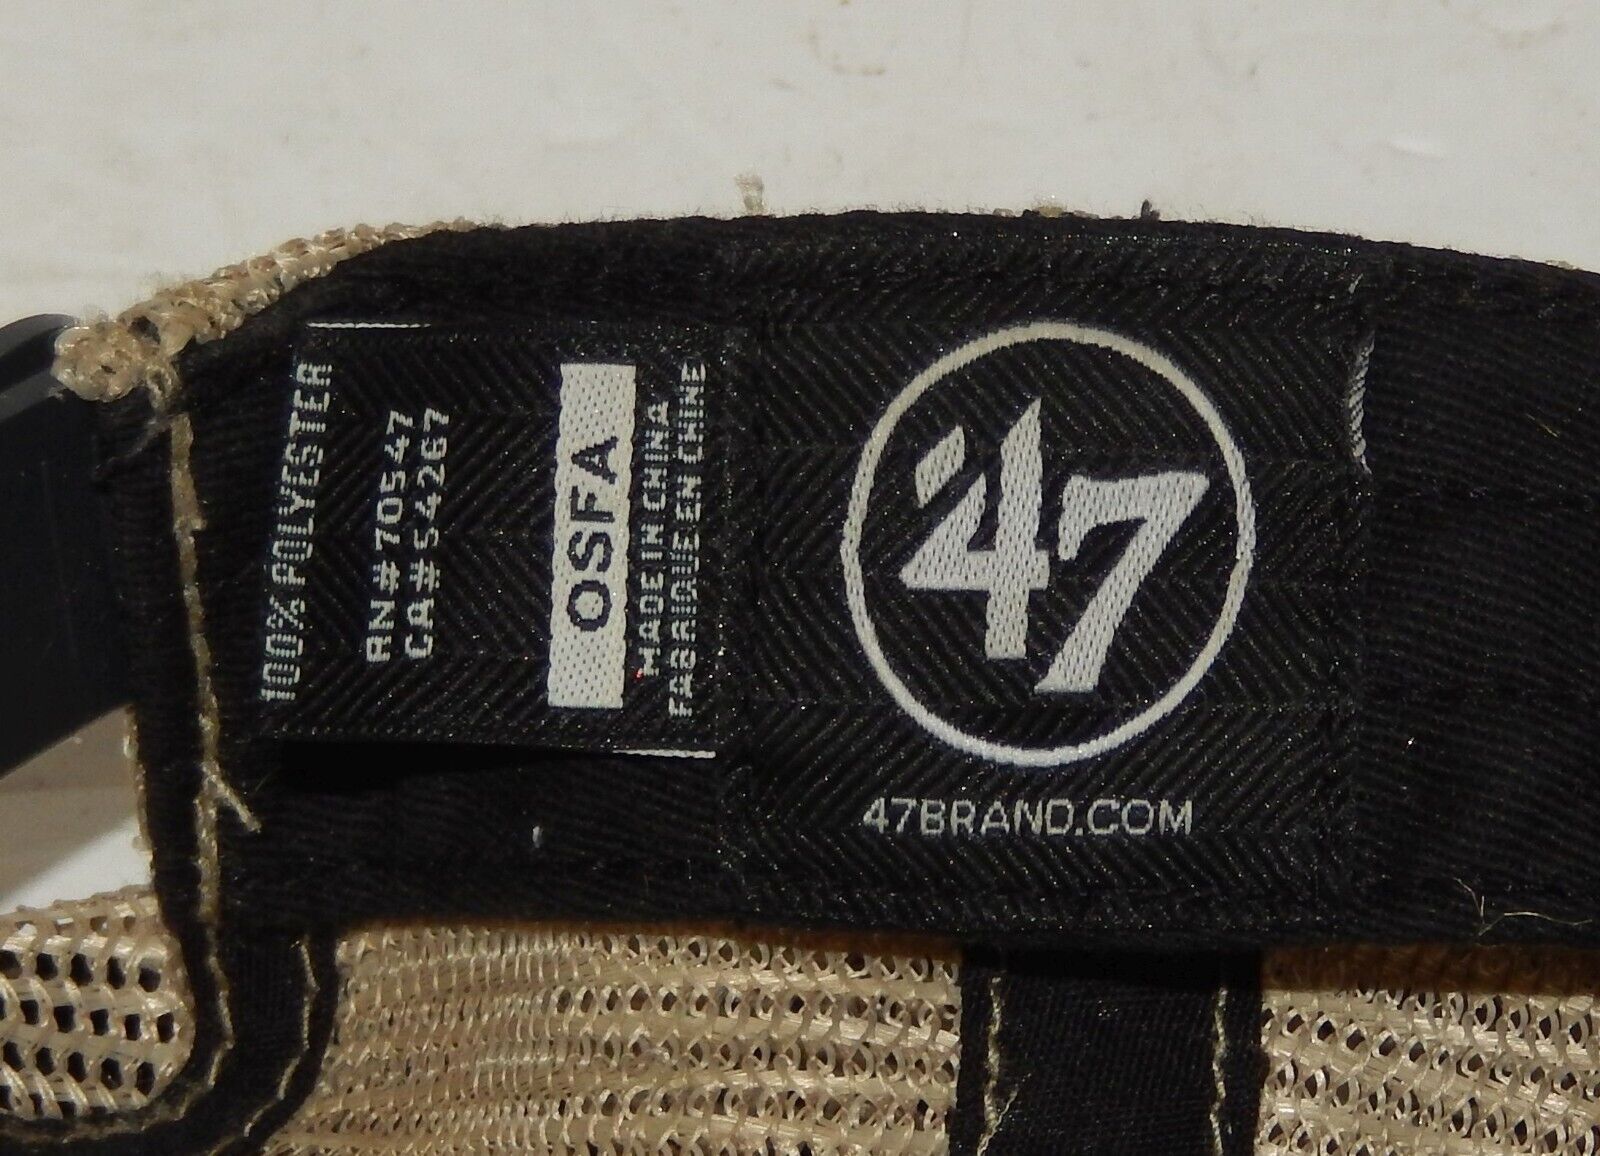 100% POLYESTER
RN#70547
CA#54267
OSFA
MADE IN CHINA
FABRIQUE EN CHINE
'47
47BRAND.COM